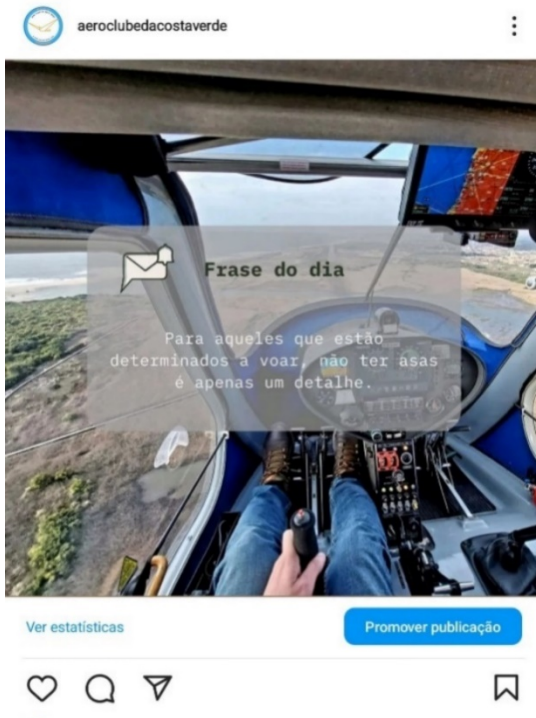 aeroclubedacostaverde
Frase do dia
Para aqueles que estão
determinados a voar, não ter asas
é apenas um detalhe.
Ver estatísticas
Promover publicação